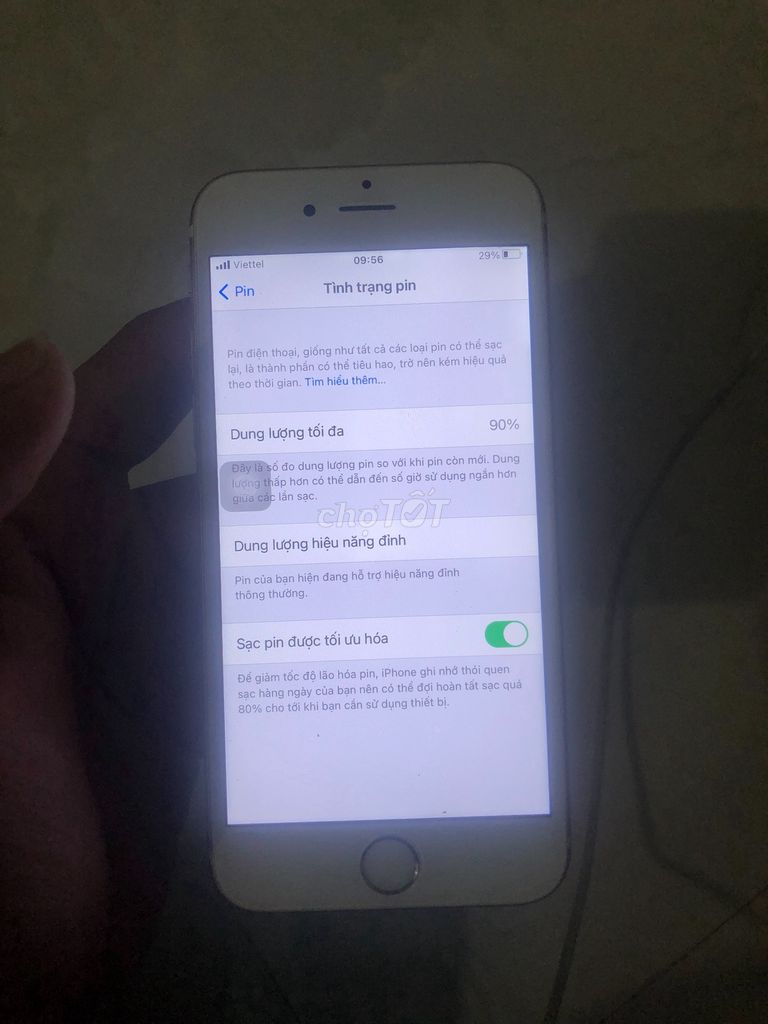 Viettel 09:56 29%
Pin Tình trạng pin
Pin điện thoại, giống như tất cả các loại pin có thể sạc
lại, là thành phần có thể tiêu hao, trở nên kém hiệu quả
theo thời gian. Tìm hiểu thêm...
Dung lượng tối đa 90%
Đây là số đo dung lượng pin so với khi pin còn mới. Dung
lượng thấp hơn có thể dẫn đến số giờ sử dụng ngắn hơn
giữa các lần sạc.
chợTỐT
Dung lượng hiệu năng đỉnh
Pin của bạn hiện đang hỗ trợ hiệu năng đỉnh
thông thường.
Sạc pin được tối ưu hóa
Để giảm tốc độ lão hóa pin, iPhone ghi nhớ thói quen
sạc hàng ngày của bạn nên có thể đợi hoàn tất sạc quá
80% cho tới khi bạn cần sử dụng thiết bị.